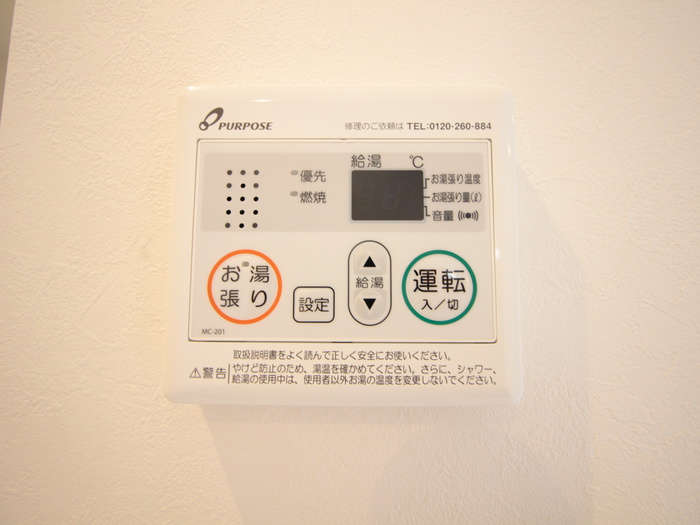 PURPOSE
修理のご依頼は TEL:0120-260-884
給湯 ℃
優先
燃焼
お湯張り温度
お湯張り量(ℓ)
音量
お湯
張り
設定
給湯
運転
入/切
MC-201
取扱説明書をよく読んで正しく安全にお使いください。
警告 やけど防止のため、湯温を確かめてください。さらに、シャワー、
給湯の使用中は、使用者以外お湯の温度を変更しないでください。